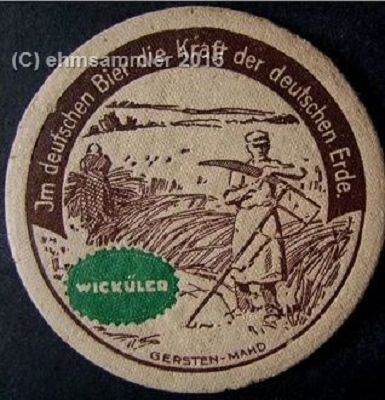 (C) ehmsammler 2015
Im deutschen Bier die Kraft der deutschen Erde.
WICKÜLER
GERSTEN-MAHD